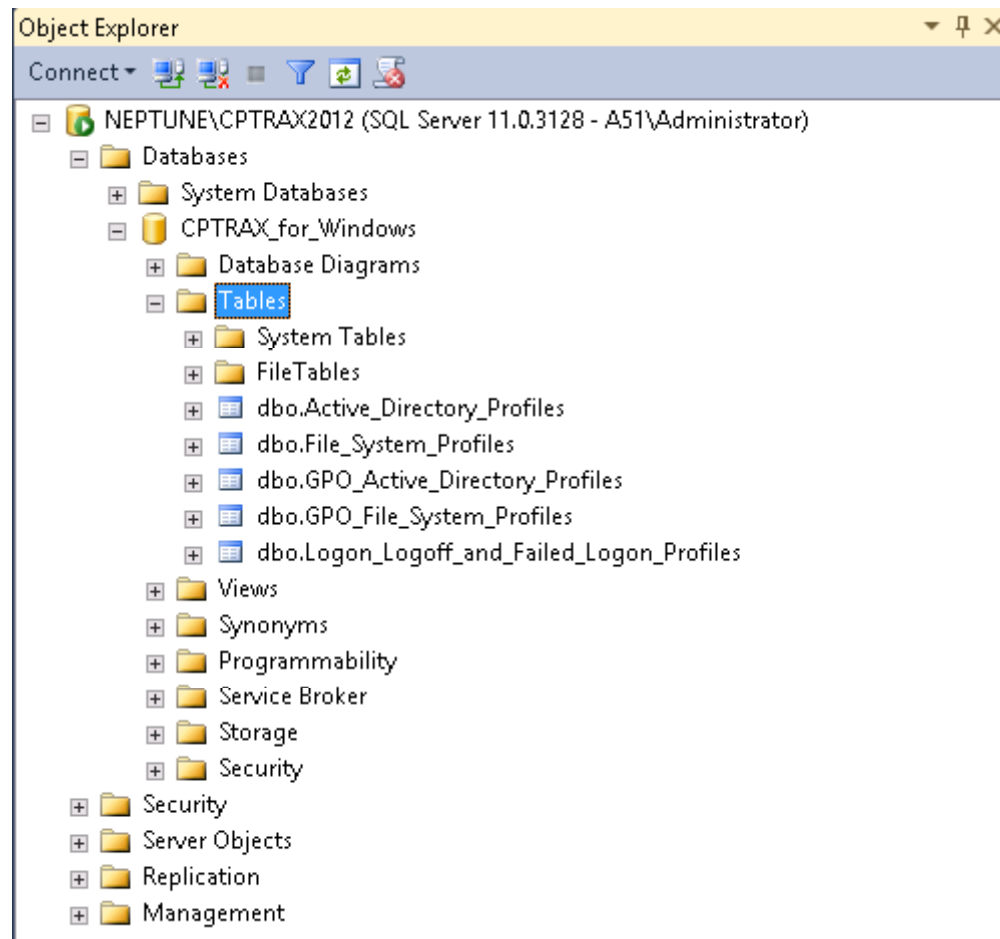 Object Explorer
Connect
NEPTUNE\CPTRAX2012 (SQL Server 11.0.3128 - A51\Administrator)
Databases
System Databases
CPTRAX_for_Windows
Database Diagrams
Tables
System Tables
FileTables
dbo.Active_Directory_Profiles
dbo.File_System_Profiles
dbo.GPO_Active_Directory_Profiles
dbo.GPO_File_System_Profiles
dbo.Logon_Logoff_and_Failed_Logon_Profiles
Views
Synonyms
Programmability
Service Broker
Storage
Security
Security
Server Objects
Replication
Management